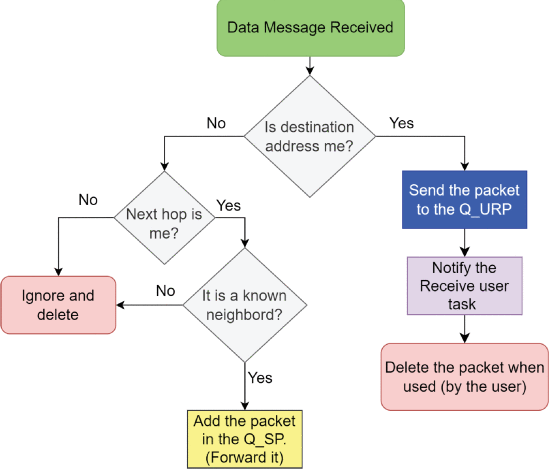 Data Message Received
Is destination
address me?
No
Yes
Send the packet
to the Q_URP
No
Next hop is
me?
Yes
Notify the
Receive user
task
Ignore and
delete
No
It is a known
neighbord?
Delete the packet when
used (by the user)
Yes
Add the packet
in the Q_SP.
(Forward it)